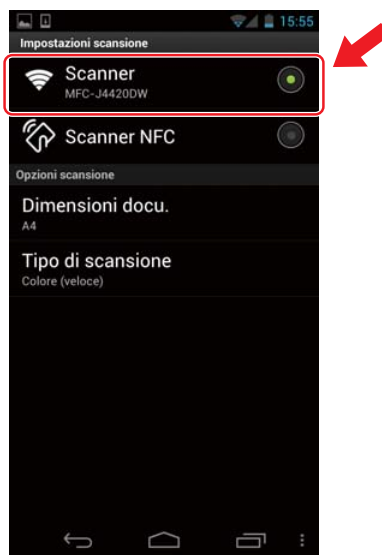 15:55
Impostazioni scansione
Scanner
MFC-J4420DW
Scanner NFC
Opzioni scansione
Dimensioni docu.
A4
Tipo di scansione
Colore (veloce)